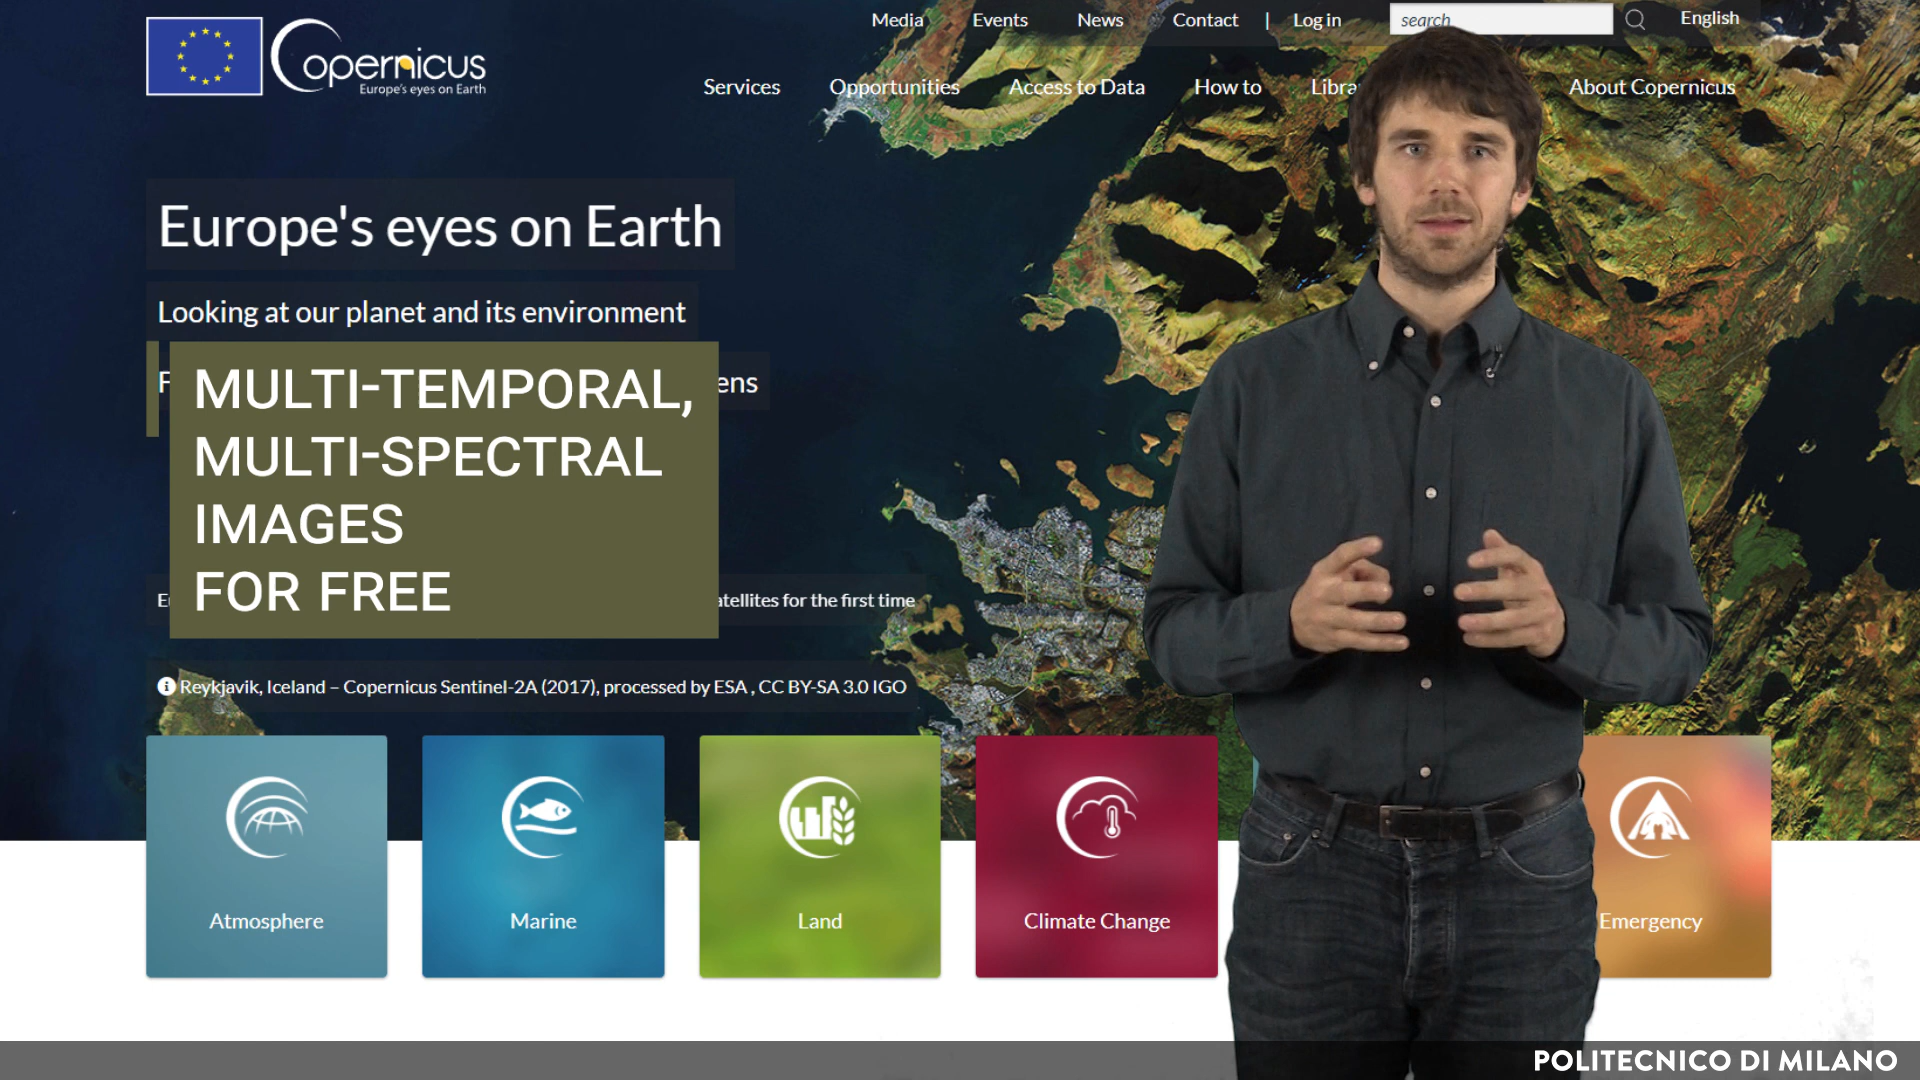 Media Events News Contact | Log in search English
Copernicus
Europe's eyes on Earth
Services Opportunities Access to Data How to About Copernicus
Europe's eyes on Earth
Looking at our planet and its environment
MULTI-TEMPORAL,
MULTI-SPECTRAL
IMAGES
FOR FREE
for the first time
Reykjavik, Iceland – Copernicus Sentinel-2A (2017), processed by ESA , CC BY-SA 3.0 IGO
Atmosphere Marine Land Climate Change Emergency
POLITECNICO DI MILANO